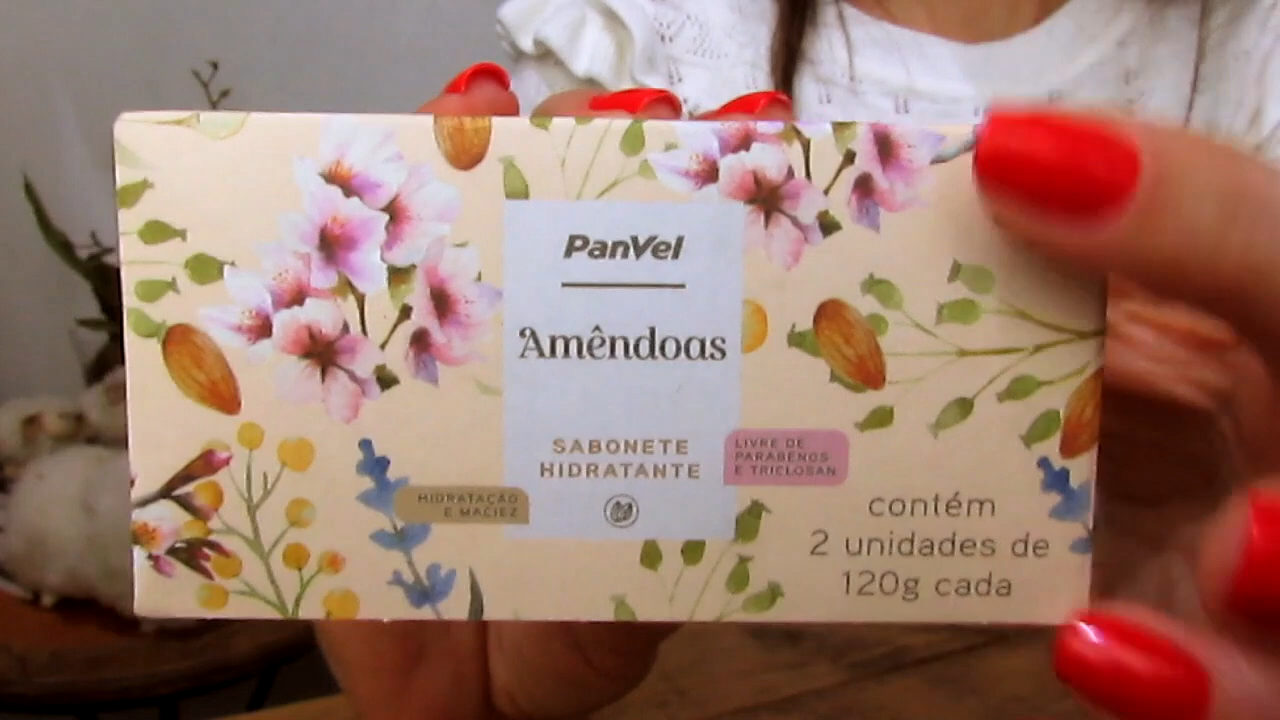 PanVel
Amêndoas
SABONETE
HIDRATANTE
LIVRE DE
PARABENOS
E TRICLOSAN
HIDRATAÇÃO
E MACIEZ
contém
2 unidades de
120g cada